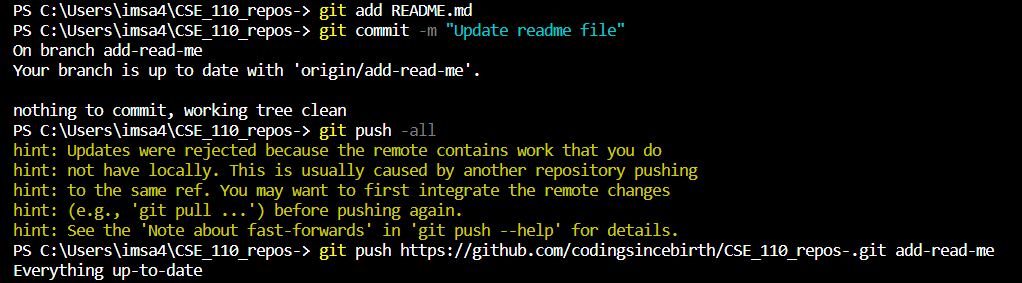 PS C:\Users\imsa4\CSE_110_repos-> git add README.md
PS C:\Users\imsa4\CSE_110_repos-> git commit -m "Update readme file"
On branch add-read-me
Your branch is up to date with 'origin/add-read-me'.

nothing to commit, working tree clean
PS C:\Users\imsa4\CSE_110_repos-> git push -all
hint: Updates were rejected because the remote contains work that you do
hint: not have locally. This is usually caused by another repository pushing
hint: to the same ref. You may want to first integrate the remote changes
hint: (e.g., 'git pull ...') before pushing again.
hint: See the 'Note about fast-forwards' in 'git push --help' for details.
PS C:\Users\imsa4\CSE_110_repos-> git push https://github.com/codingsincebirth/CSE_110_repos-.git add-read-me
Everything up-to-date